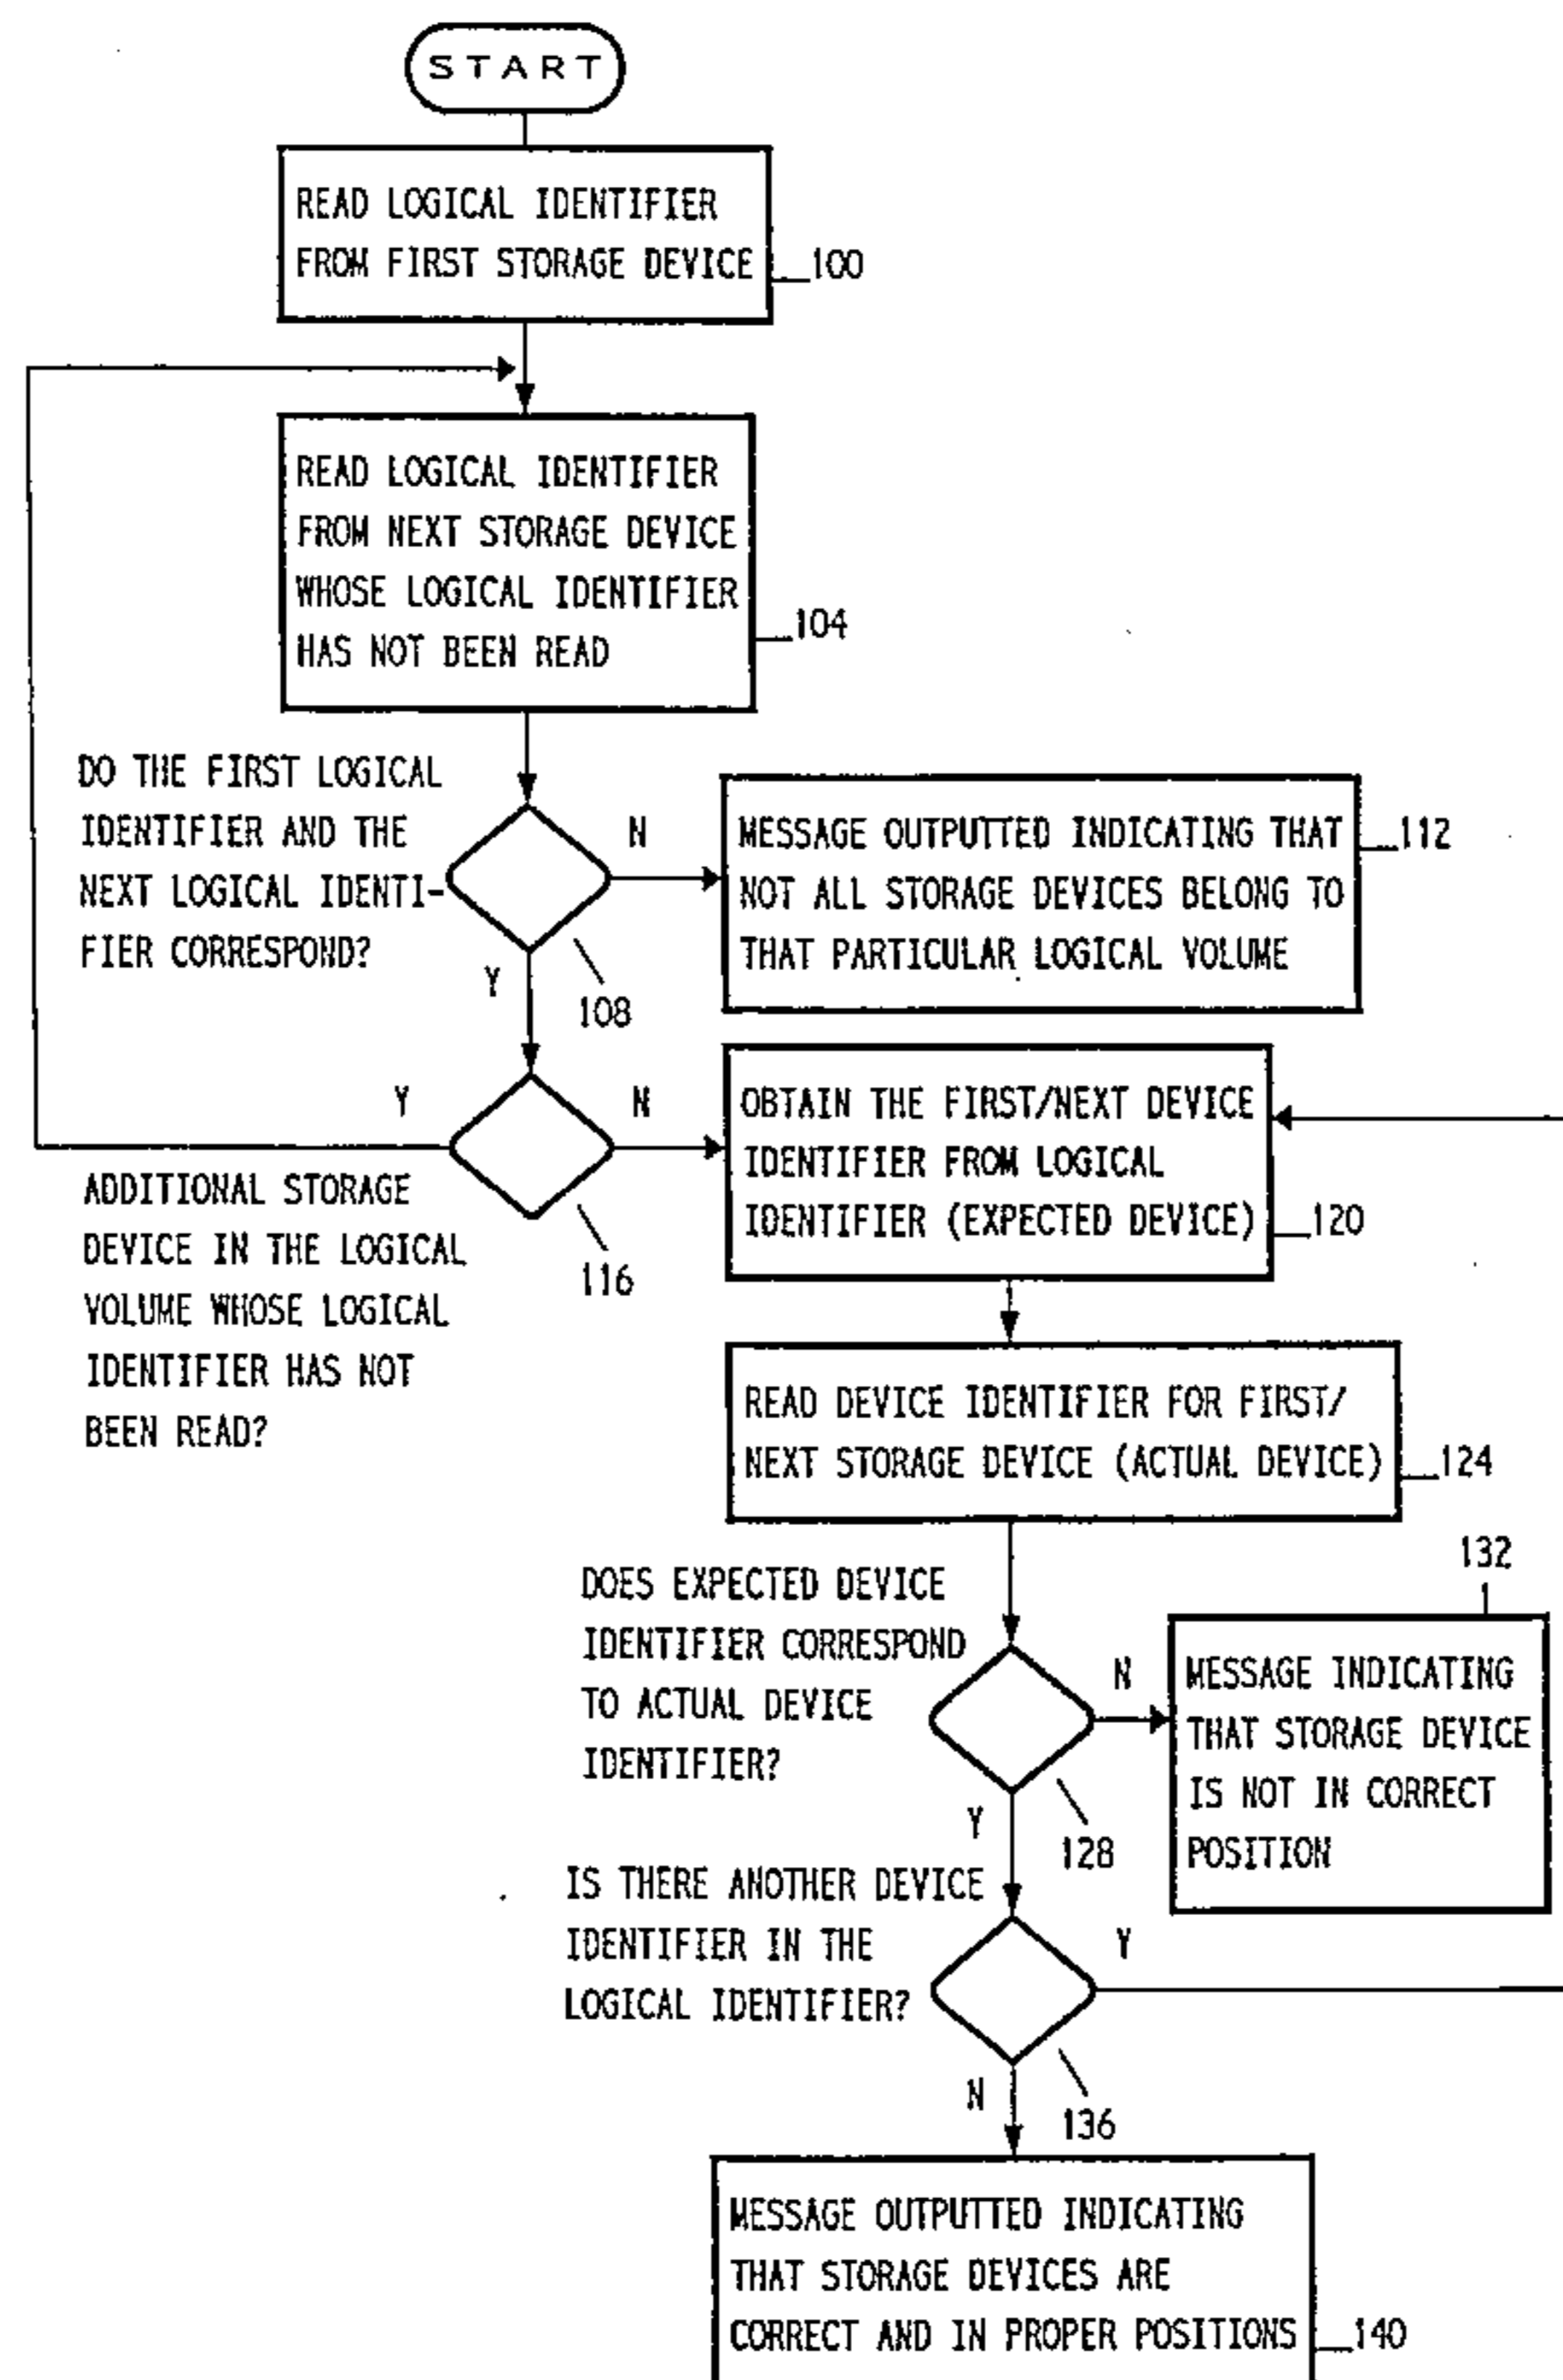 START
READ LOGICAL IDENTIFIER
FROM FIRST STORAGE DEVICE
100
READ LOGICAL IDENTIFIER
FROM NEXT STORAGE DEVICE
WHOSE LOGICAL IDENTIFIER
HAS NOT BEEN READ
104
DO THE FIRST LOGICAL
IDENTIFIER AND THE
NEXT LOGICAL IDENTI-
FIER CORRESPOND?
N
Y
108
MESSAGE OUTPUTTED INDICATING THAT
NOT ALL STORAGE DEVICES BELONG TO
THAT PARTICULAR LOGICAL VOLUME
112
Y
N
ADDITIONAL STORAGE
DEVICE IN THE LOGICAL
VOLUME WHOSE LOGICAL
IDENTIFIER HAS NOT
BEEN READ?
116
OBTAIN THE FIRST/NEXT DEVICE
IDENTIFIER FROM LOGICAL
IDENTIFIER (EXPECTED DEVICE)
120
READ DEVICE IDENTIFIER FOR FIRST/
NEXT STORAGE DEVICE (ACTUAL DEVICE)
124
DOES EXPECTED DEVICE
IDENTIFIER CORRESPOND
TO ACTUAL DEVICE
IDENTIFIER?
N
Y
128
132
MESSAGE INDICATING
THAT STORAGE DEVICE
IS NOT IN CORRECT
POSITION
IS THERE ANOTHER DEVICE
IDENTIFIER IN THE
LOGICAL IDENTIFIER?
Y
N
136
MESSAGE OUTPUTTED INDICATING
THAT STORAGE DEVICES ARE
CORRECT AND IN PROPER POSITIONS
140